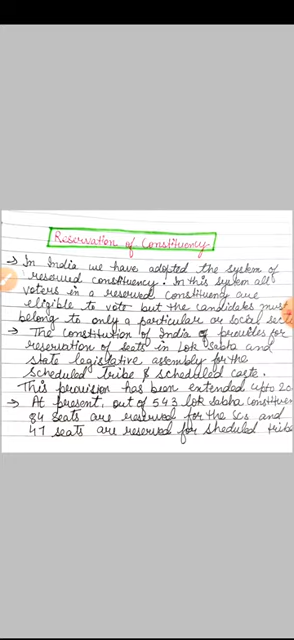 Reservation of Constituency
→ In India we have adopted the system of
reserved constituency. In this system all
voters in a reserved constituency are
eligible to vote but the candidates must
belong to only a particular or social sec
→ The Constitution of India provides for
reservation of seats in Lok Sabha and
state legislative assembly for the
Scheduled tribe & scheduled caste.
This provision has been extended upto 20
→ At present, out of 543 lok sabha constituen
84 seats are reserved for the SCs and
47 seats are reserved for sheduled tribe